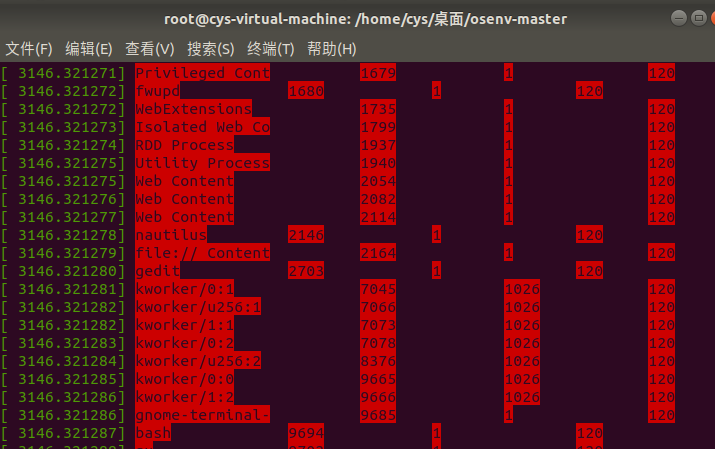 root@cys-virtual-machine: /home/cys/桌面/osenv-master
文件(F) 编辑(E) 查看(V) 搜索(S) 终端(T) 帮助(H)
[ 3146.321271] Privileged Cont 1679 1 120
[ 3146.321272] fwupd 1680 1 120
[ 3146.321272] WebExtensions 1735 1 120
[ 3146.321273] Isolated Web Co 1799 1 120
[ 3146.321274] RDD Process 1937 1 120
[ 3146.321275] Utility Process 1940 1 120
[ 3146.321275] Web Content 2054 1 120
[ 3146.321276] Web Content 2082 1 120
[ 3146.321277] Web Content 2114 1 120
[ 3146.321278] nautilus 2146 1 120
[ 3146.321279] file:// Content 2164 1 120
[ 3146.321280] gedit 2703 1 120
[ 3146.321281] kworker/0:1 7045 1026 120
[ 3146.321282] kworker/u256:1 7066 1026 120
[ 3146.321282] kworker/1:1 7073 1026 120
[ 3146.321283] kworker/0:2 7078 1026 120
[ 3146.321284] kworker/u256:2 8376 1026 120
[ 3146.321285] kworker/0:0 9665 1026 120
[ 3146.321286] kworker/1:2 9666 1026 120
[ 3146.321286] gnome-terminal- 9685 1 120
[ 3146.321287] bash 9694 1 120